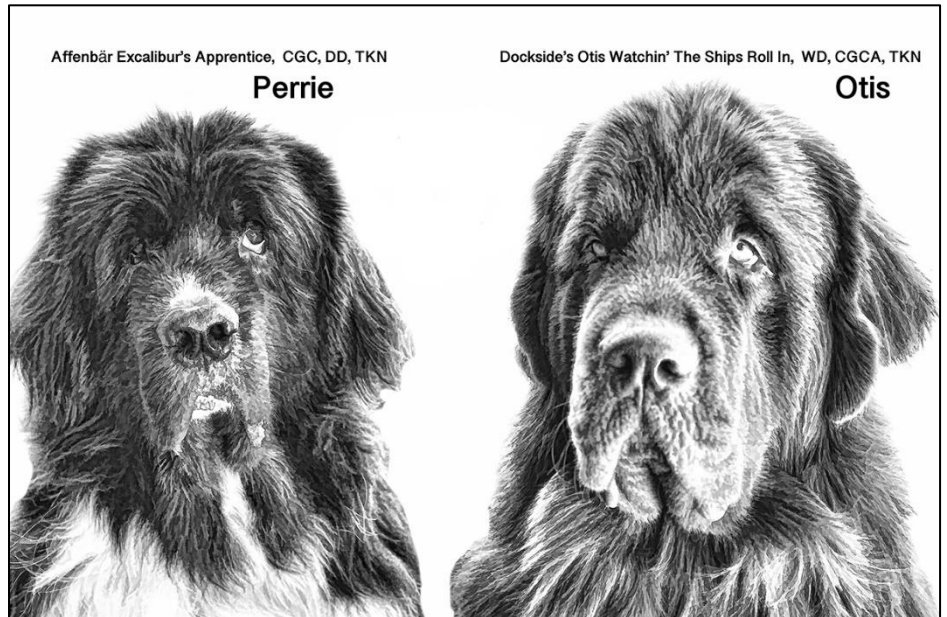 Affenbär Excalibur's Apprentice, CGC, DD, TKN
Perrie
Dockside's Otis Watchin' The Ships Roll In, WD, CGCA, TKN
Otis